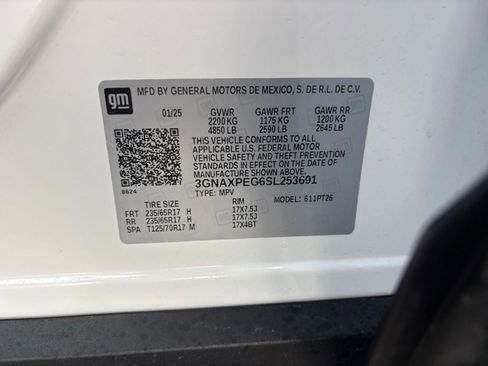 gm
MFD BY GENERAL MOTORS DE MEXICO, S. DE R.L. DE C.V.
01/25 GVWR GAWR FRT GAWR RR
2200 KG 1175 KG 1200 KG
4850 LB 2590 LB 2645 LB
THIS VEHICLE CONFORMS TO ALL
APPLICABLE U.S. FEDERAL MOTOR
VEHICLE SAFETY AND THEFT PREVENTION
STANDARDS IN EFFECT ON THE DATE OF
MANUFACTURE SHOWN ABOVE.
3GNAXPEG6SL253691
8624 TYPE: MPV MODEL: 611PT26
TIRE SIZE RIM
FRT 235/65R17 H 17X7.5J
RR 235/65R17 H 17X7.5J
SPA T125/70R17 M 17X4BT